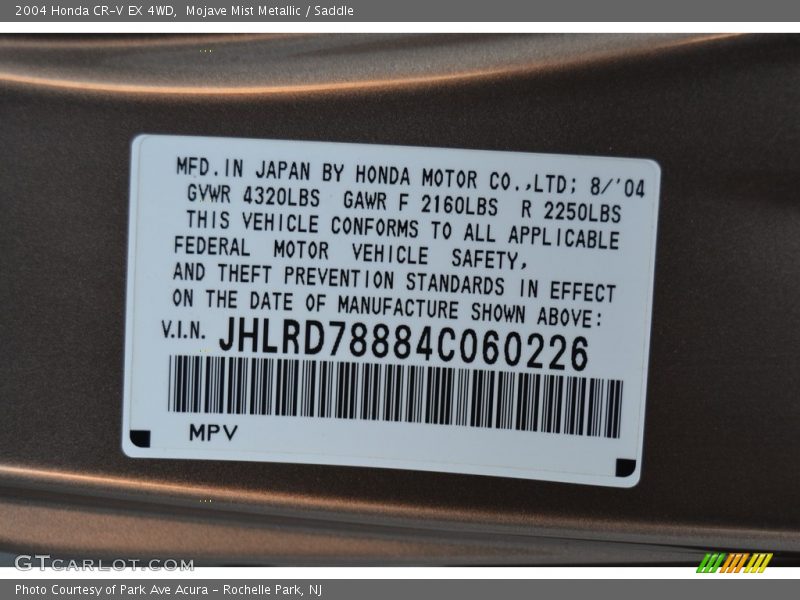 2004 Honda CR-V EX 4WD,  Mojave Mist Metallic / Saddle
MFD.IN JAPAN BY HONDA MOTOR CO.,LTD; 8/'04
GVWR 4320LBS GAWR F 2160LBS R 2250LBS
THIS VEHICLE CONFORMS TO ALL APPLICABLE
FEDERAL MOTOR VEHICLE SAFETY,
AND THEFT PREVENTION STANDARDS IN EFFECT
ON THE DATE OF MANUFACTURE SHOWN ABOVE:
V.I.N. JHLRD78884C060226
MPV
GTcarlot.com
Photo Courtesy of Park Ave Acura - Rochelle Park, NJ